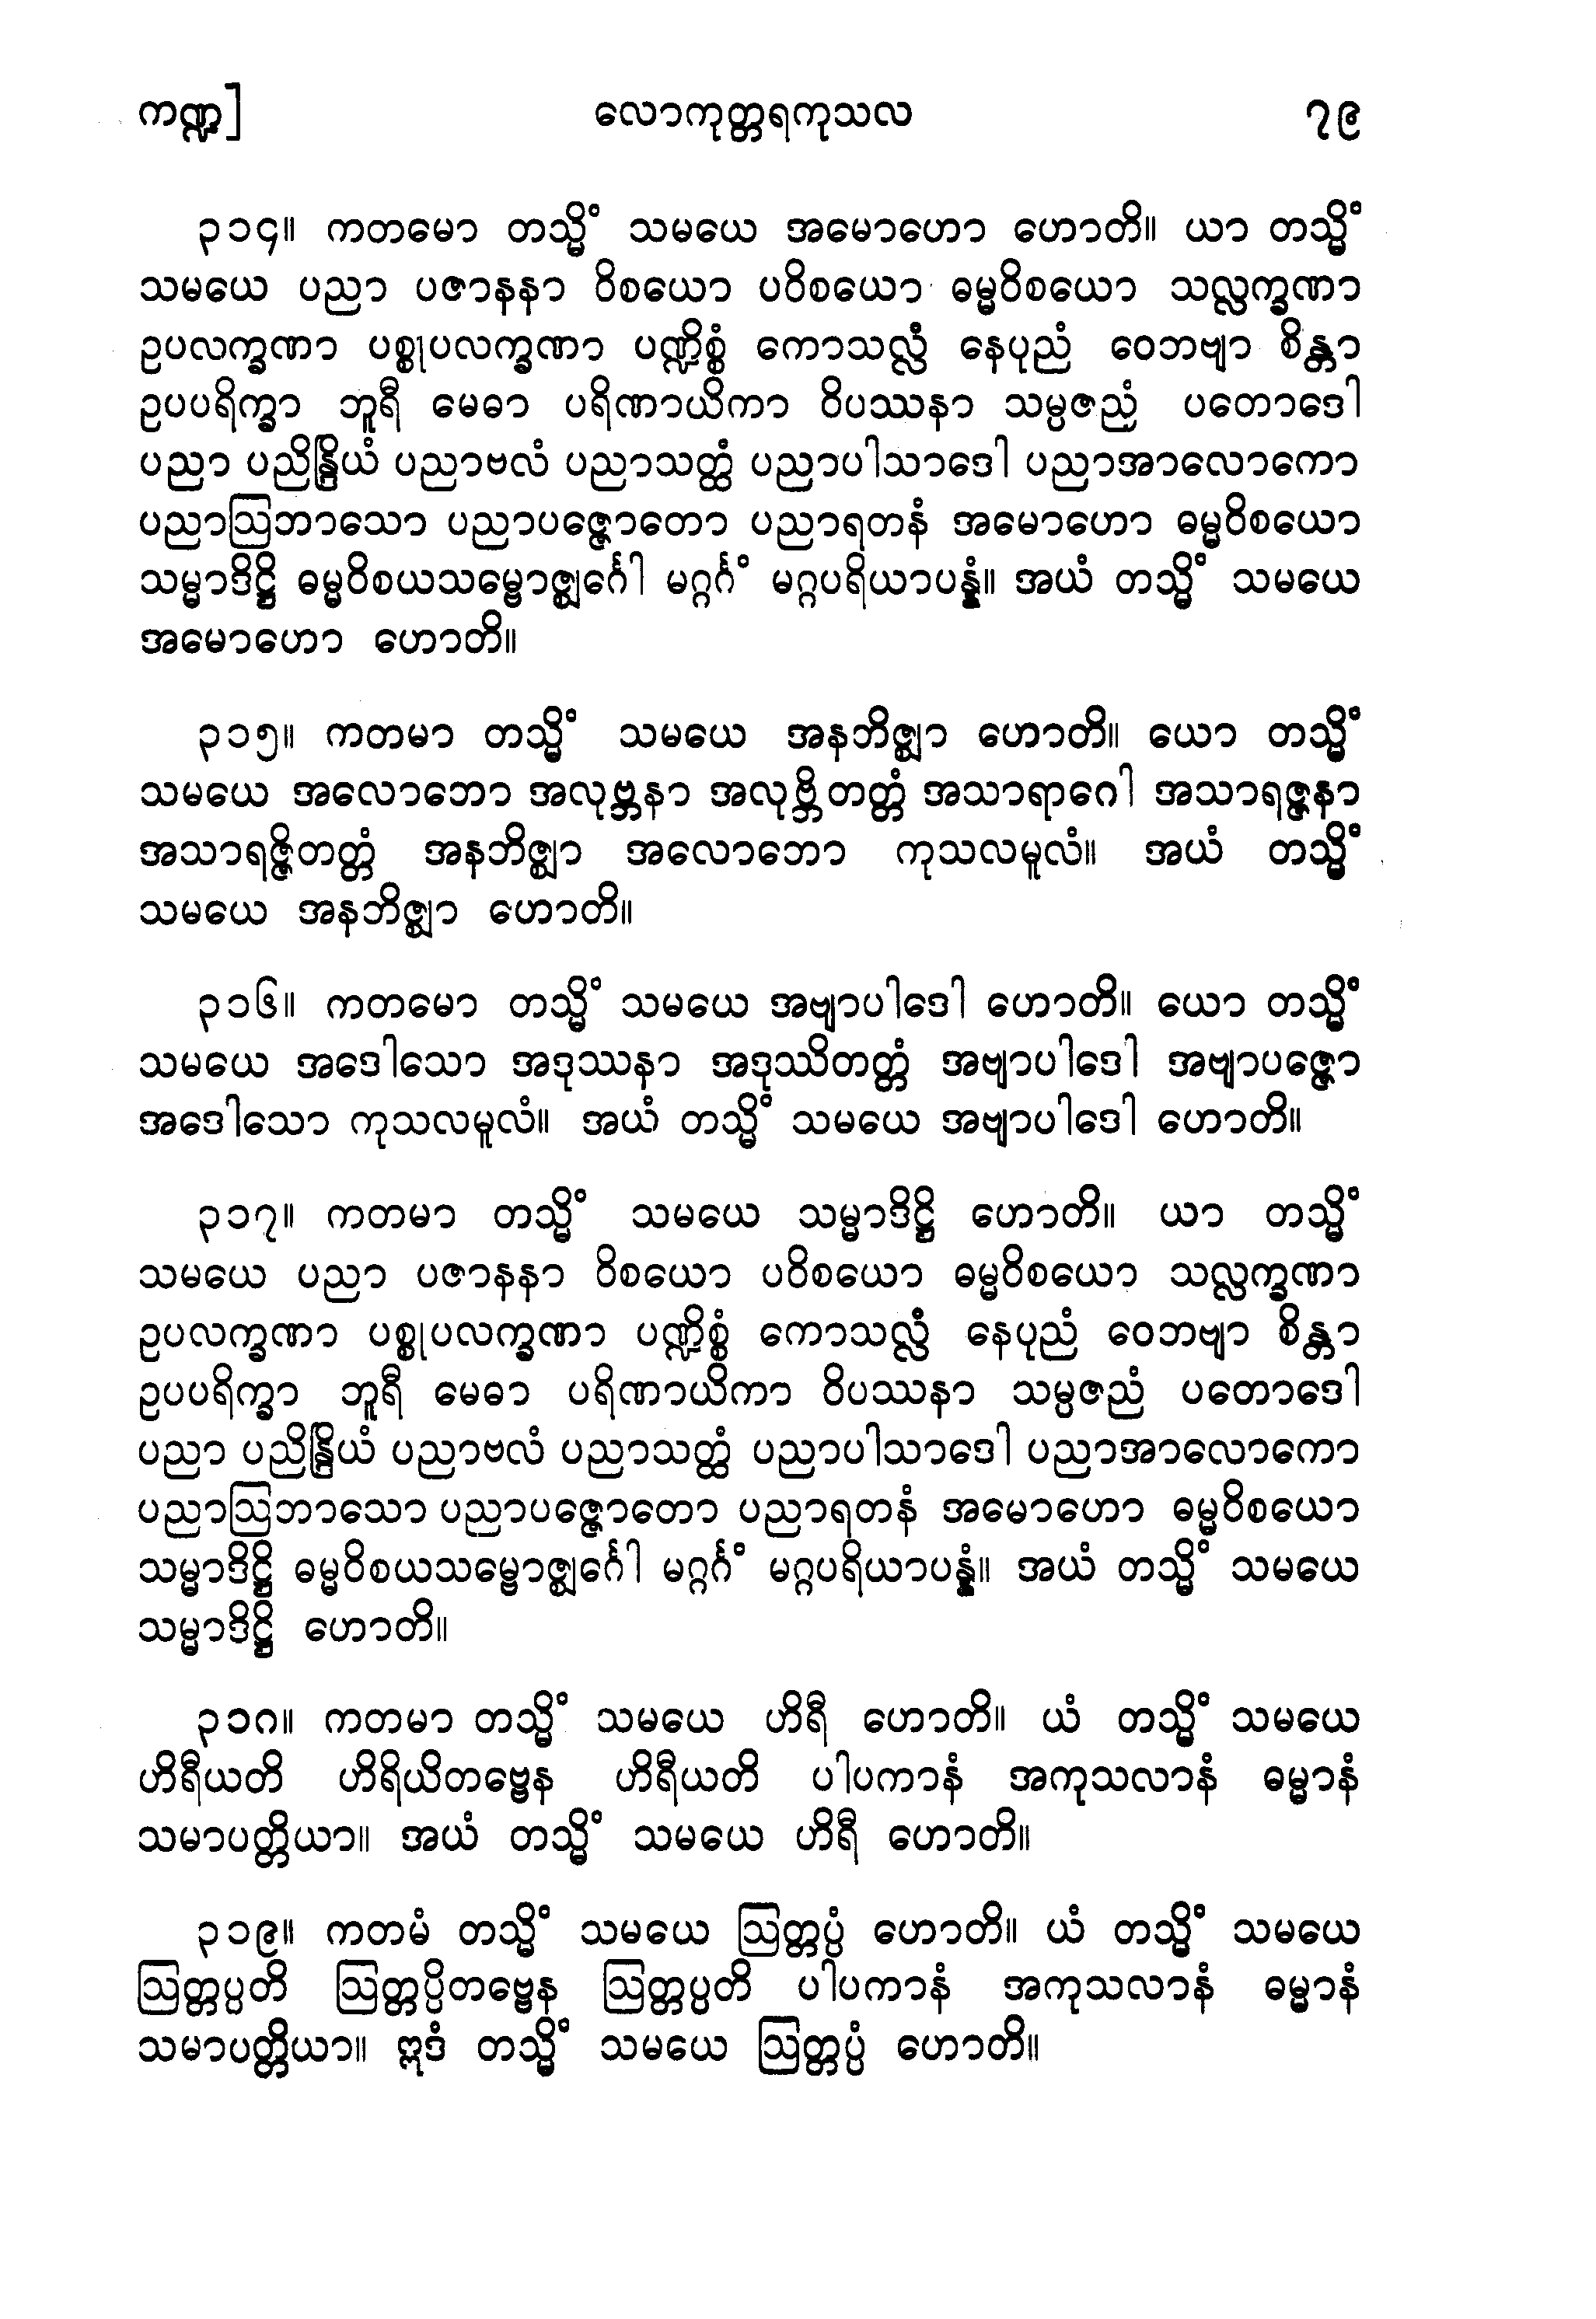 ကဏ္ဍ] လောကုတ္တရကုသလ ၇၉
၃၁၄။ ကတမော တသ္မိံ သမယေ အမောဟော ဟောတိ။ ယာ တသ္မိံ
သမယေ ပညာ ပဇာနနာ ဝိစယော ပဝိစယော ဓမ္မဝိစယော သလ္လက္ခဏာ
ဥပလက္ခဏာ ပစ္စုပလက္ခဏာ ပဏ္ဍိစ္စံ ကောသလ္လံ နေပုညံ ဝေဘဗျာ စိန္တာ
ဥပပရိက္ခာ ဘူရီ မေဓာ ပရိဏာယိကာ ဝိပဿနာ သမ္ပဇညံ ပတောဒေါ
ပညာ ပညိန္ဒြိယံ ပညာဗလံ ပညာသတ္ထံ ပညာပါသာဒေါ ပညာအာလောကော
ပညာဩဘာသော ပညာပဇ္ဇောတော ပညာရတနံ အမောဟော ဓမ္မဝိစယော
သမ္မာဒိဋ္ဌိ ဓမ္မဝိစယသမ္ဗောဇ္ဈင်္ဂေါ မဂ္ဂင်္ဂံ မဂ္ဂပရိယာပန္နံ။ အယံ တသ္မိံ သမယေ
အမောဟော ဟောတိ။
၃၁၅။ ကတမာ တသ္မိံ သမယေ အနဘိဇ္ဈာ ဟောတိ။ ယော တသ္မိံ
သမယေ အလောဘော အလုဗ္ဘနာ အလုဗ္ဘိတတ္တံ အသာရာဂေါ အသာရဇ္ဇနာ
အသာရဇ္ဇိတတ္တံ အနဘိဇ္ဈာ အလောဘော ကုသလမူလံ။ အယံ တသ္မိံ
သမယေ အနဘိဇ္ဈာ ဟောတိ။
၃၁၆။ ကတမော တသ္မိံ သမယေ အဗျာပါဒေါ ဟောတိ။ ယော တသ္မိံ
သမယေ အဒေါသော အဒုဿနာ အဒုဿိတတ္တံ အဗျာပါဒေါ အဗျာပဇ္ဇော
အဒေါသော ကုသလမူလံ။ အယံ တသ္မိံ သမယေ အဗျာပါဒေါ ဟောတိ။
၃၁၇။ ကတမာ တသ္မိံ သမယေ သမ္မာဒိဋ္ဌိ ဟောတိ။ ယာ တသ္မိံ
သမယေ ပညာ ပဇာနနာ ဝိစယော ပဝိစယော ဓမ္မဝိစယော သလ္လက္ခဏာ
ဥပလက္ခဏာ ပစ္စုပလက္ခဏာ ပဏ္ဍိစ္စံ ကောသလ္လံ နေပုညံ ဝေဘဗျာ စိန္တာ
ဥပပရိက္ခာ ဘူရီ မေဓာ ပရိဏာယိကာ ဝိပဿနာ သမ္ပဇညံ ပတောဒေါ
ပညာ ပညိန္ဒြိယံ ပညာဗလံ ပညာသတ္ထံ ပညာပါသာဒေါ ပညာအာလောကော
ပညာဩဘာသော ပညာပဇ္ဇောတော ပညာရတနံ အမောဟော ဓမ္မဝိစယော
သမ္မာဒိဋ္ဌိ ဓမ္မဝိစယသမ္ဗောဇ္ဈင်္ဂေါ မဂ္ဂင်္ဂံ မဂ္ဂပရိယာပန္နံ။ အယံ တသ္မိံ သမယေ
သမ္မာဒိဋ္ဌိ ဟောတိ။
၃၁၈။ ကတမာ တသ္မိံ သမယေ ဟိရီ ဟောတိ။ ယံ တသ္မိံ သမယေ
ဟိရီယတိ ဟိရိယိတဗ္ဗေန ဟိရီယတိ ပါပကာနံ အကုသလာနံ ဓမ္မာနံ
သမာပတ္တိယာ။ အယံ တသ္မိံ သမယေ ဟိရီ ဟောတိ။
၃၁၉။ ကတမံ တသ္မိံ သမယေ ဩတ္တပ္ပံ ဟောတိ။ ယံ တသ္မိံ သမယေ
ဩတ္တပ္ပတိ ဩတ္တပ္ပိတဗ္ဗေန ဩတ္တပ္ပတိ ပါပကာနံ အကုသလာနံ ဓမ္မာနံ
သမာပတ္တိယာ။ ဣဒံ တသ္မိံ သမယေ ဩတ္တပ္ပံ ဟောတိ။